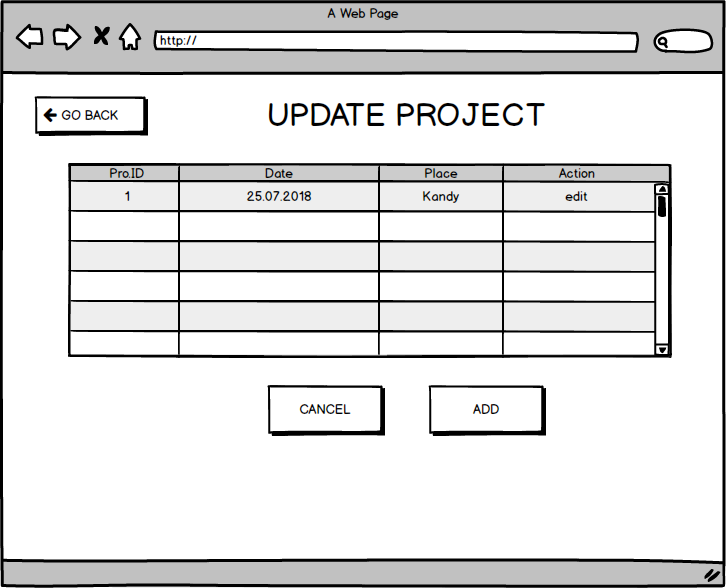 A Web Page
http://
GO BACK
UPDATE PROJECT
Pro.ID Date Place Action
1 25.07.2018 Kandy edit
CANCEL ADD